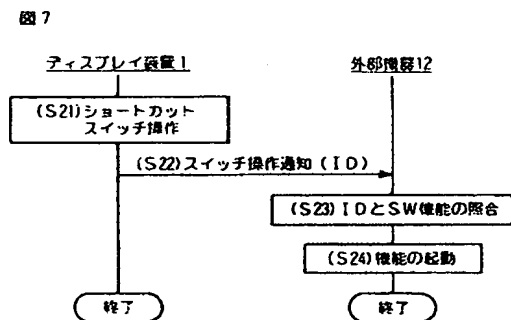 図7
ディスプレイ装置1
外部機器12
(S21)ショートカット
スイッチ操作
(S22)スイッチ操作通知(ID)
(S23)IDとSW機能の照合
(S24)機能の起動
終了
終了